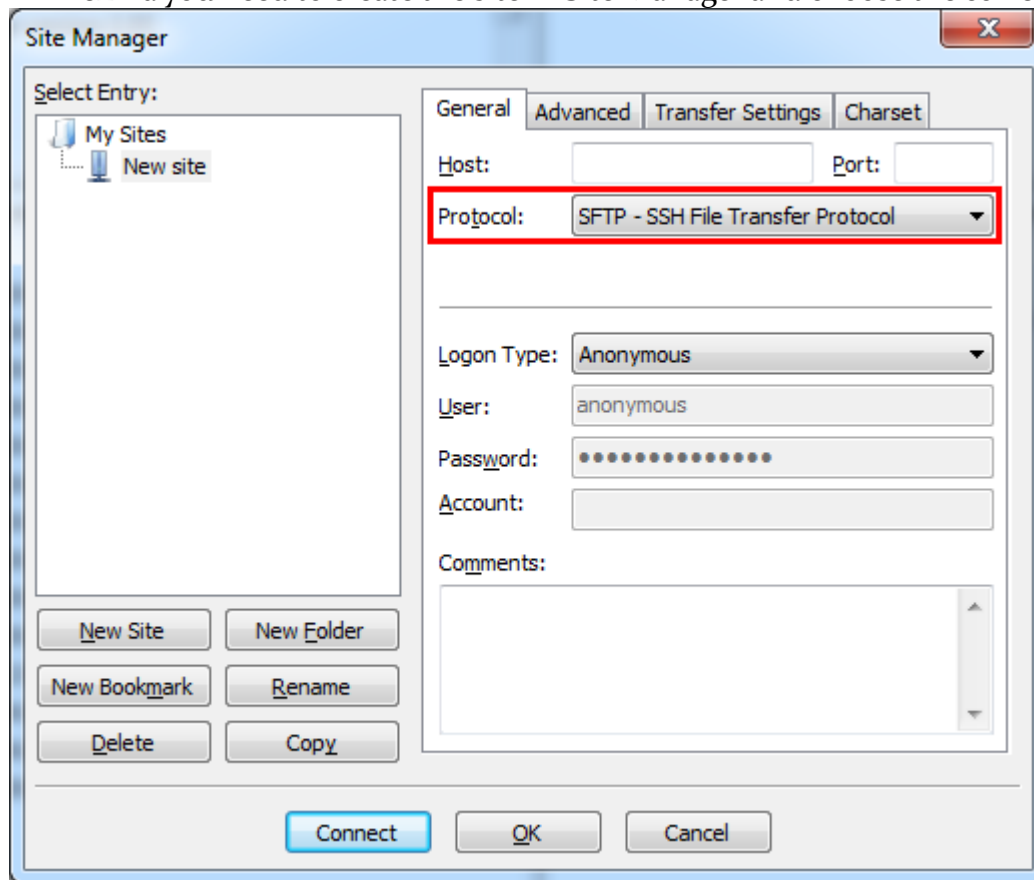 Site Manager
Select Entry:
My Sites
New site
General Advanced Transfer Settings Charset
Host: Port:
Protocol: SFTP - SSH File Transfer Protocol
Logon Type: Anonymous
User: anonymous
Password: ••••••••••••••
Account:
Comments:
New Site New Folder
New Bookmark Rename
Delete Copy
Connect OK Cancel